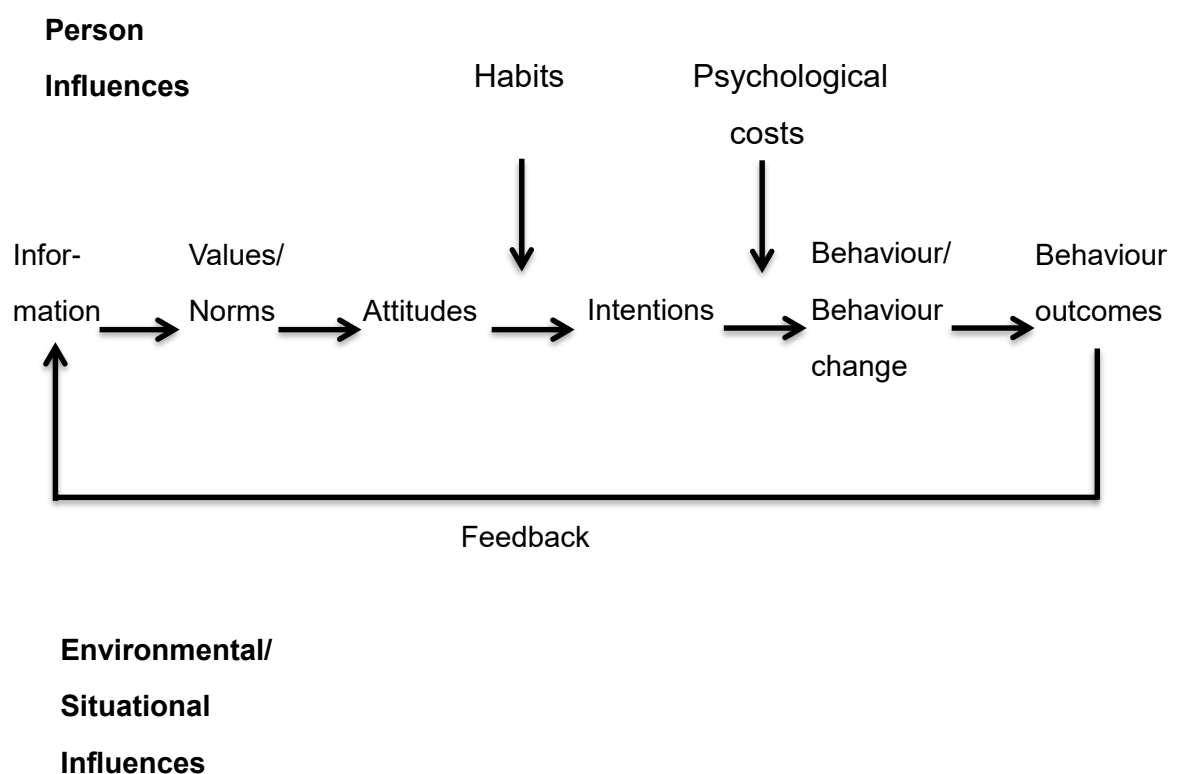 Person
Influences
Habits
Psychological
costs
Infor-
mation
Values/
Norms
Attitudes
Intentions
Behaviour/
Behaviour
change
Behaviour
outcomes
Feedback
Environmental/
Situational
Influences